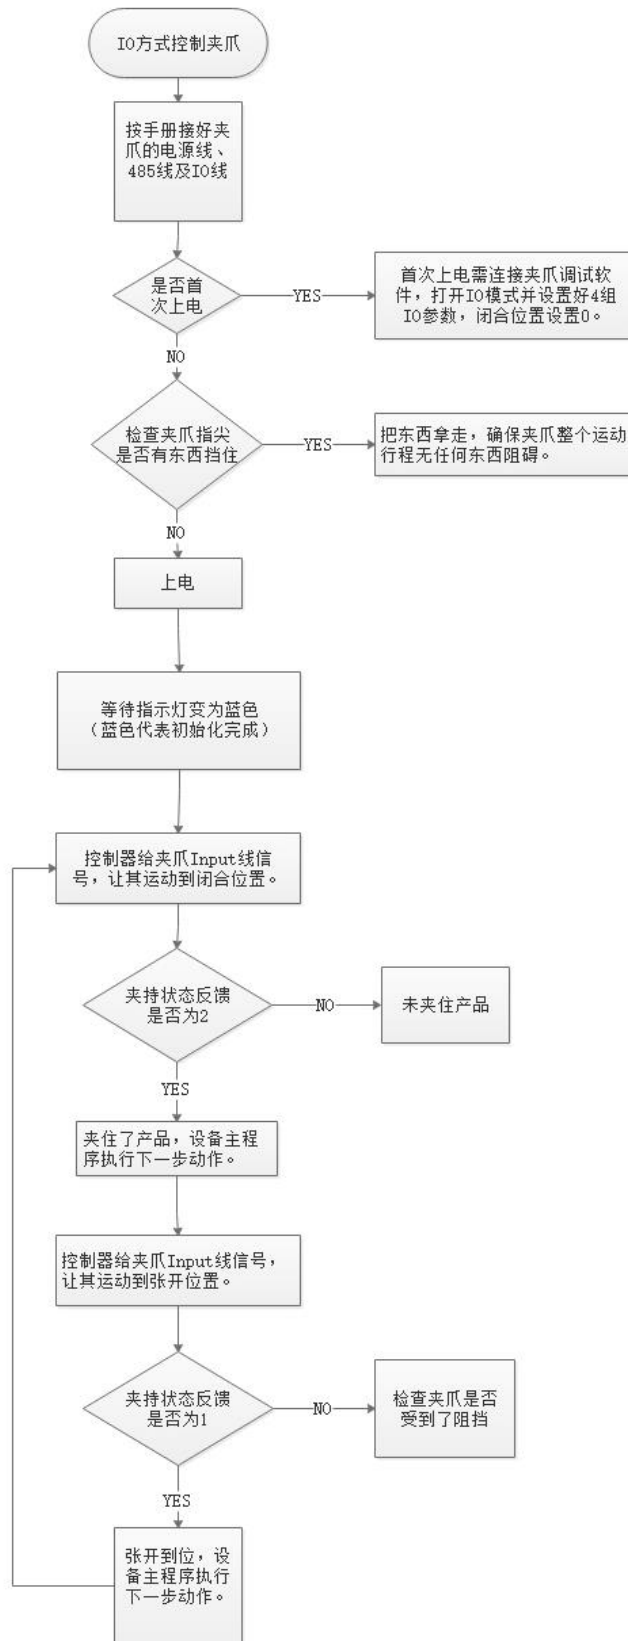 IO方式控制夹爪
按手册接好夹
爪的电源线、
485线及IO线
是否首
次上电
YES
首次上电需连接夹爪调试软
件，打开IO模式并设置好4组
IO参数，闭合位置设置0。
NO
检查夹爪指尖
是否有东西挡住
YES
把东西拿走，确保夹爪整个运动
行程无任何东西阻碍。
NO
上电
等待指示灯变为蓝色
（蓝色代表初始化完成）
控制器给夹爪Input线信
号，让其运动到闭合位置。
夹持状态反馈
是否为2
NO
未夹住产品
YES
夹住了产品，设备主程
序执行下一步动作。
控制器给夹爪Input线信号，
让其运动到张开位置。
夹持状态反馈
是否为1
NO
检查夹爪是否
受到了阻挡
YES
张开到位，设
备主程序执行
下一步动作。